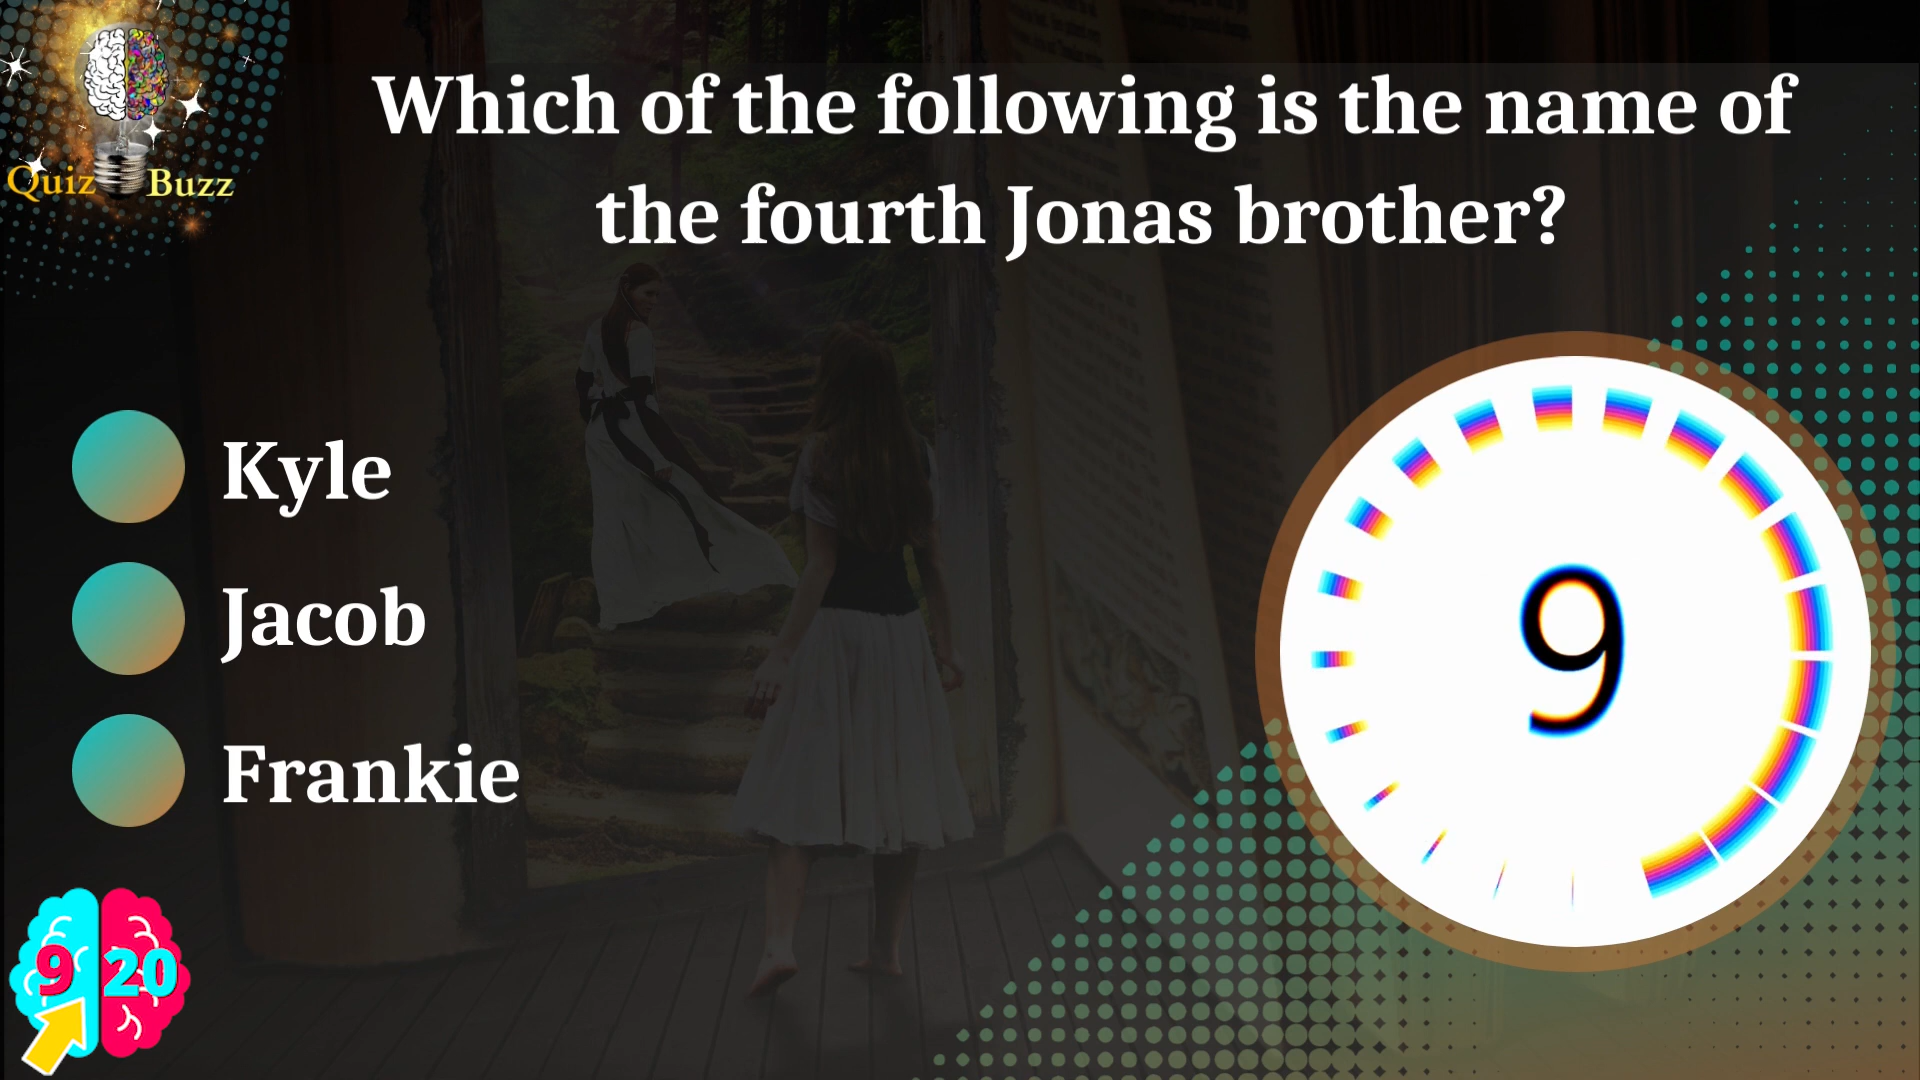 Quiz Buzz
Which of the following is the name of
the fourth Jonas brother?
Kyle
Jacob
Frankie
9
9 20